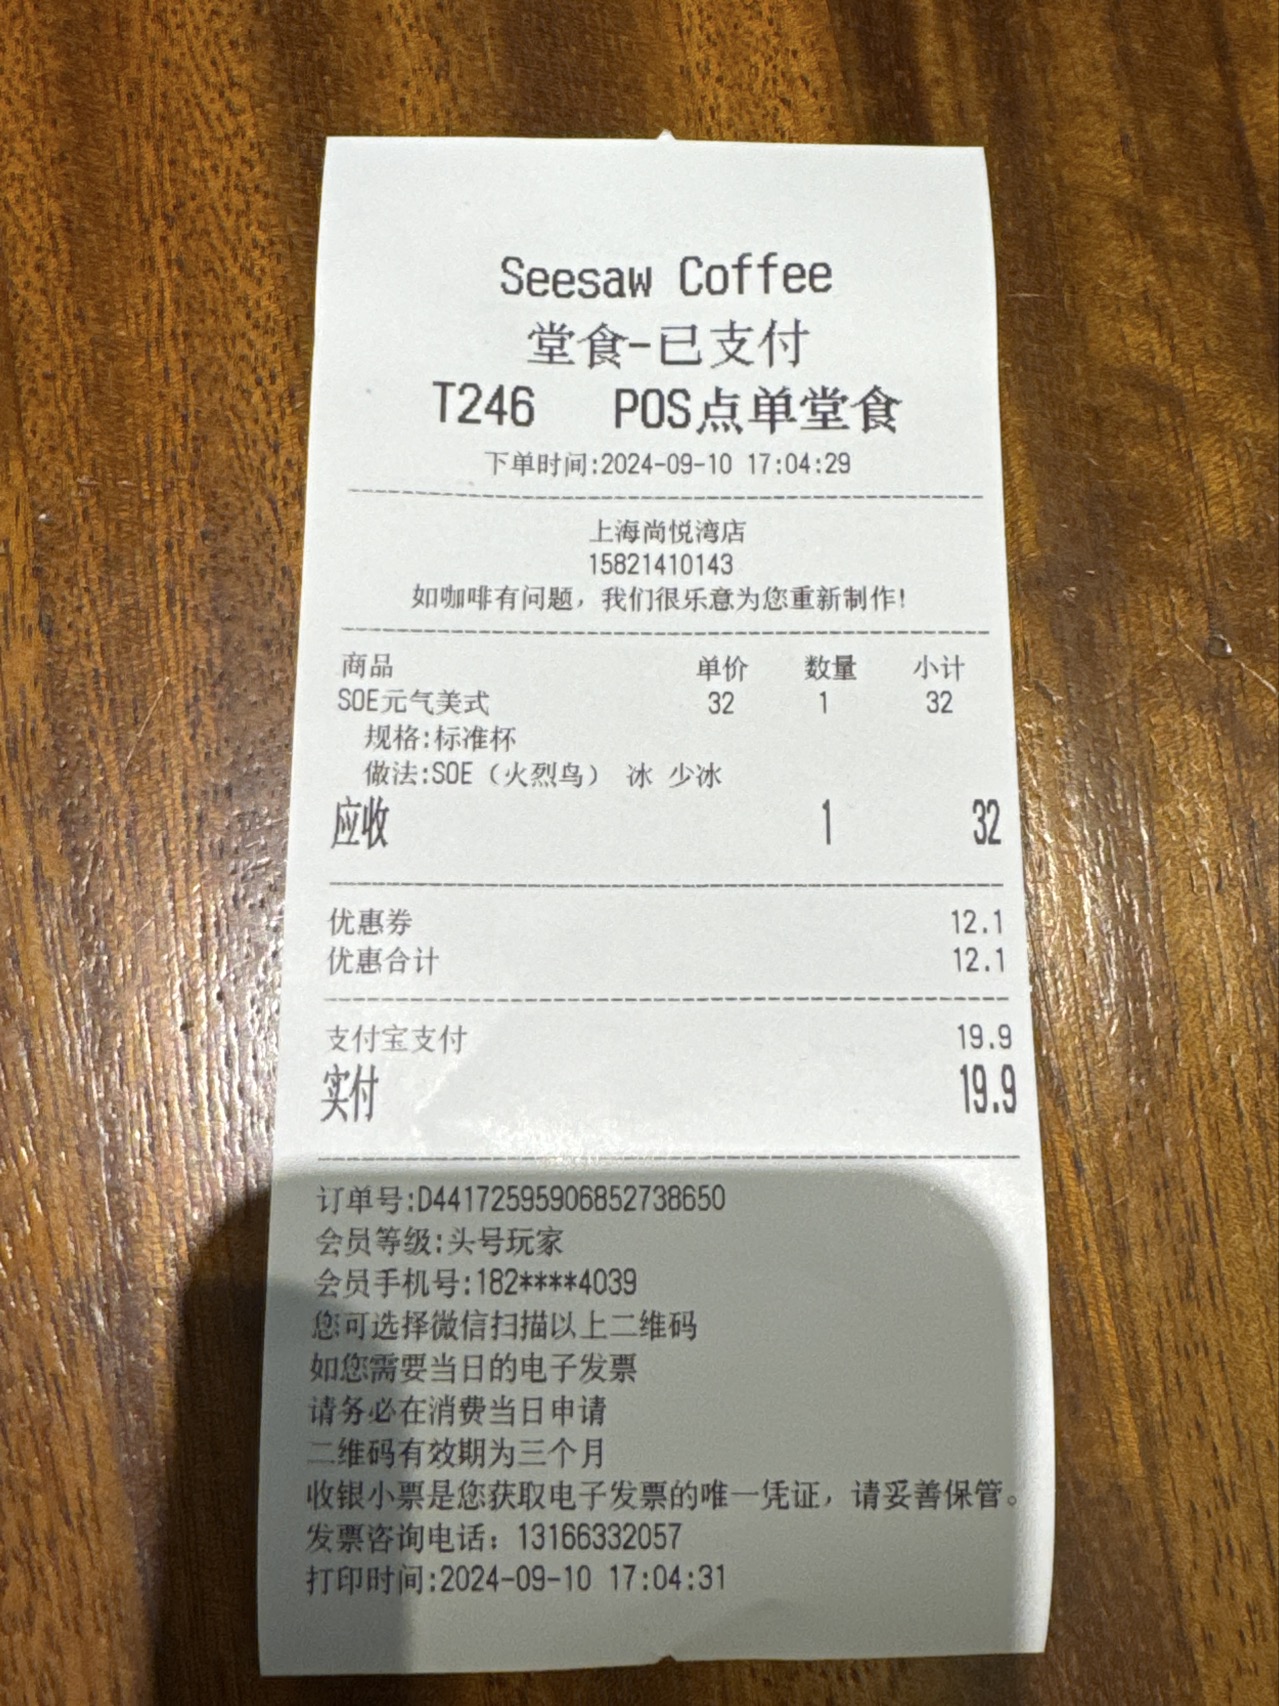 Seesaw Coffee
堂食-已支付
T246 POS点单堂食
下单时间:2024-09-10 17:04:29
上海尚悦湾店
15821410143
如咖啡有问题，我们很乐意为您重新制作!
商品 单价 数量 小计
SOE元气美式 32 1 32
规格:标准杯
做法:SOE（火烈鸟） 冰 少冰
应收 1 32
优惠券 12.1
优惠合计 12.1
支付宝支付 19.9
实付 19.9
订单号:D44172595906852738650
会员等级:头号玩家
会员手机号:182****4039
您可选择微信扫描以上二维码
如您需要当日的电子发票
请务必在消费当日申请
二维码有效期为三个月
收银小票是您获取电子发票的唯一凭证，请妥善保管。
发票咨询电话：13166332057
打印时间:2024-09-10 17:04:31